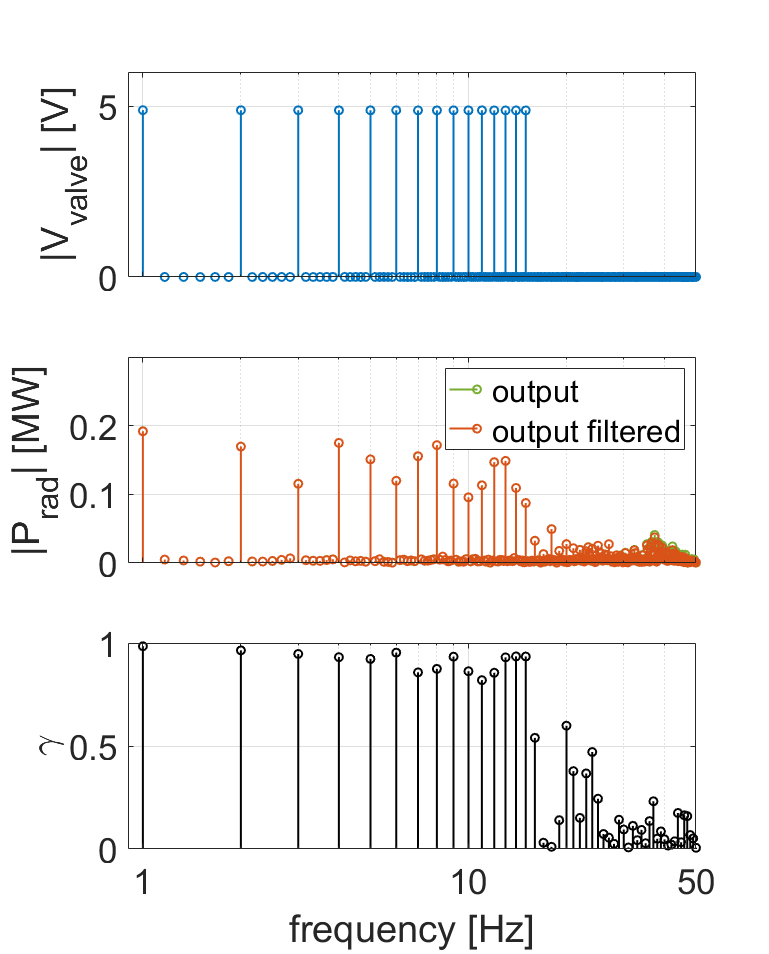 |V_valve| [V]
5
0
|P_rad| [MW]
0.2
0.1
0
output
output filtered
γ
1
0.5
0
1
10
50
frequency [Hz]